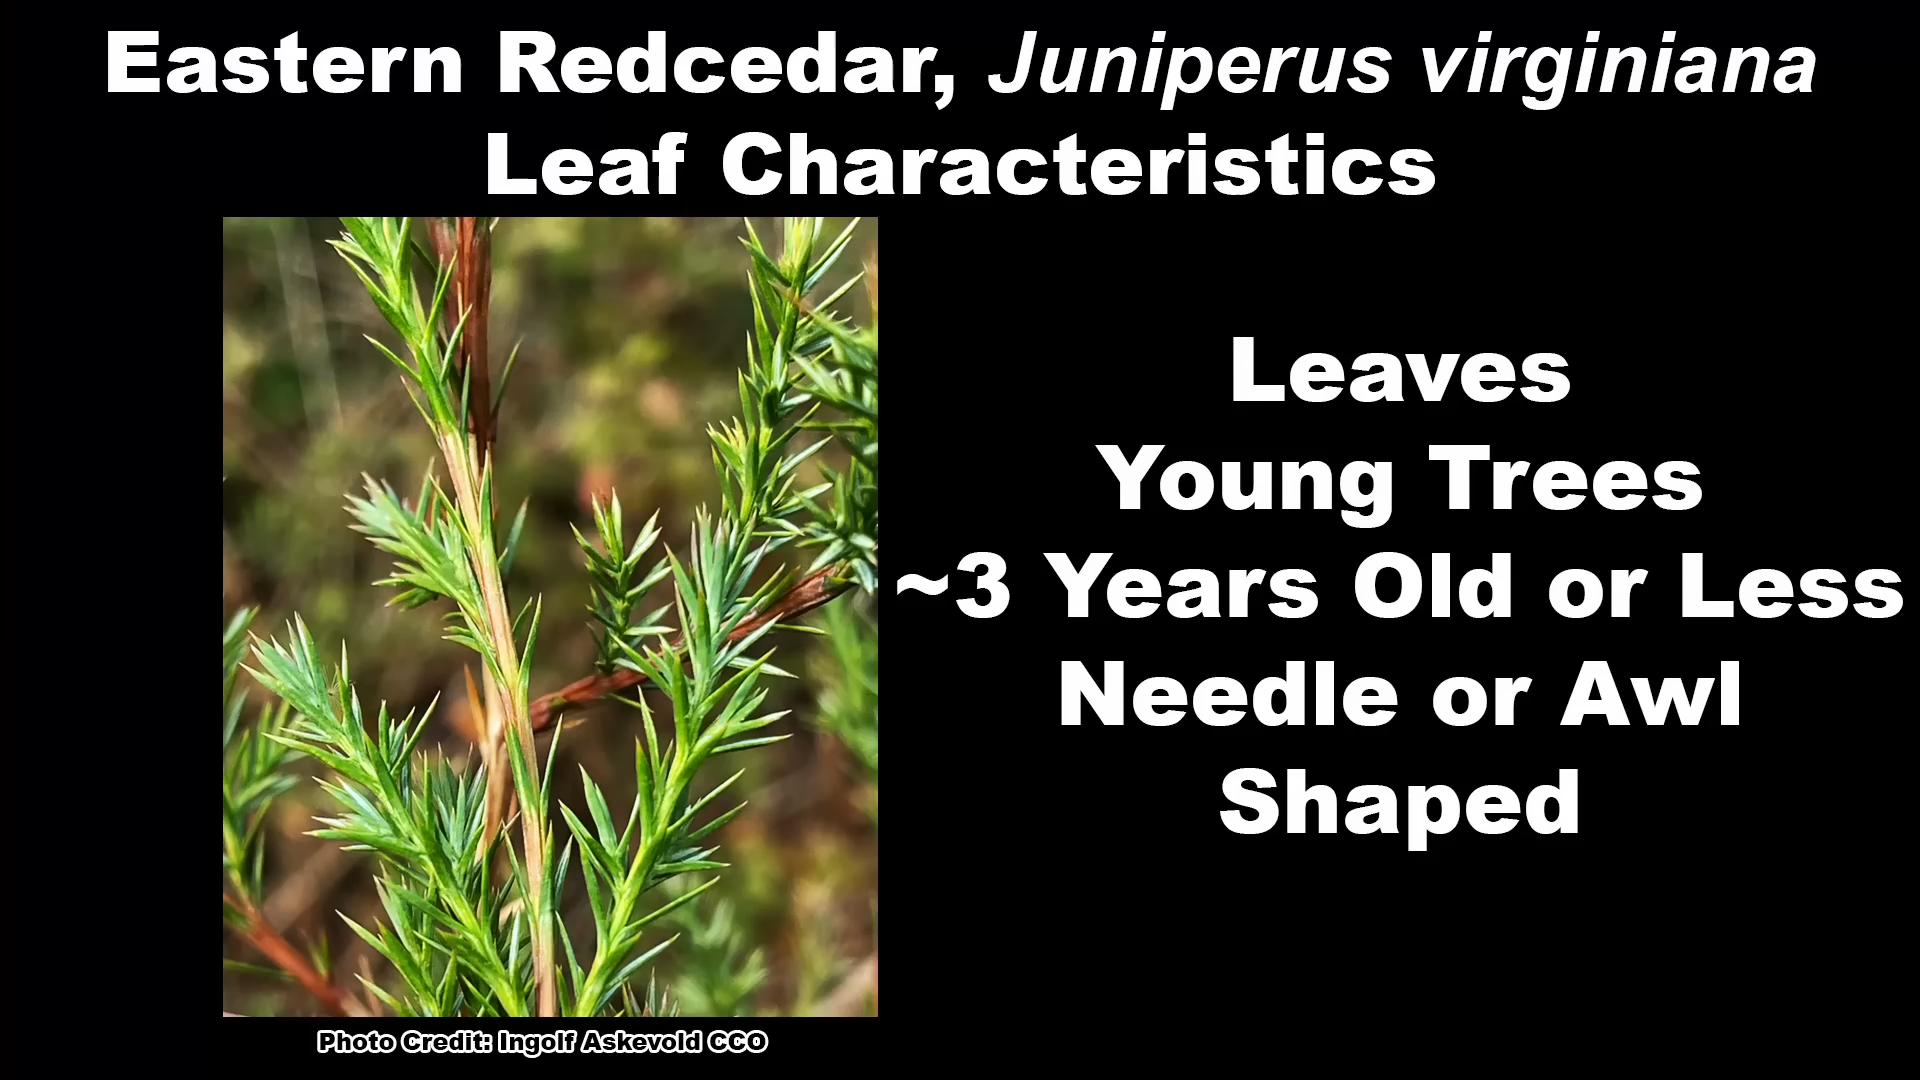 Eastern Redcedar, Juniperus virginiana
Leaf Characteristics
Leaves
Young Trees
~3 Years Old or Less
Needle or Awl
Shaped
Photo Credit: Ingolf Askevold CCO